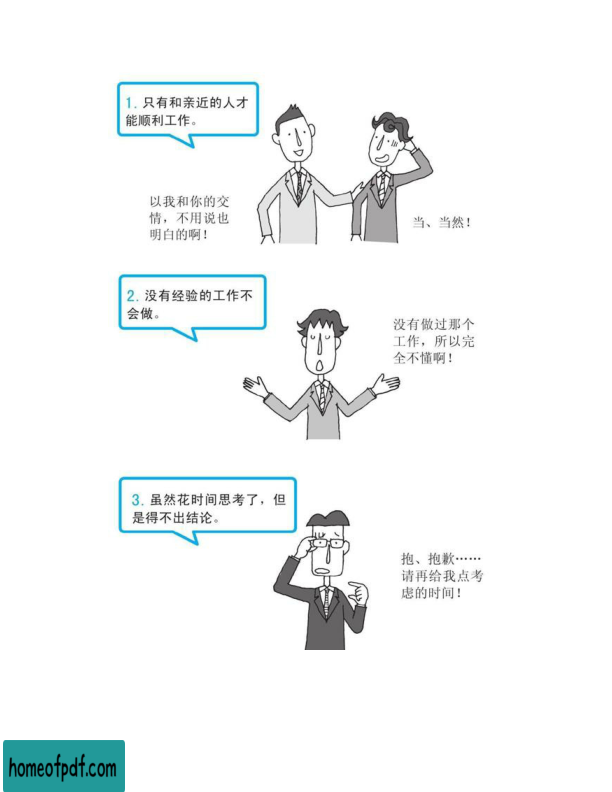 1. 只有和亲近的人才
能顺利工作。
以我和你的交
情，不用说也
明白的啊！
当、当然！
2. 没有经验的工作不
会做。
没有做过那个
工作，所以完
全不懂啊！
3. 虽然花时间思考了，但
是得不出结论。
抱、抱歉……
请再给我点考
虑的时间！
homeofpdf.com